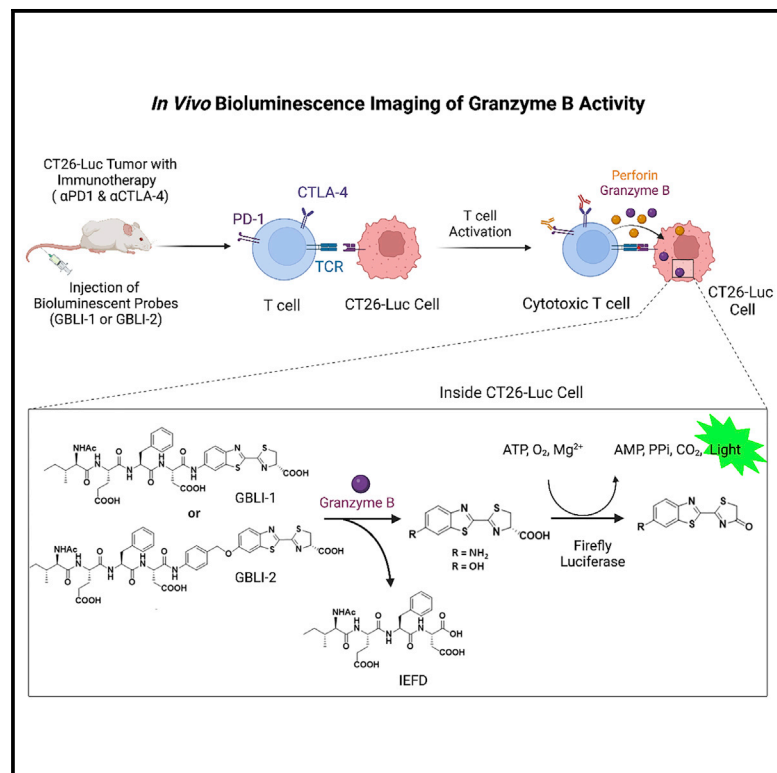 In Vivo Bioluminescence Imaging of Granzyme B Activity
CT26-Luc Tumor with
Immunotherapy
( αPD1 & αCTLA-4)
Injection of
Bioluminescent Probes
(GBLI-1 or GBLI-2)
PD-1
CTLA-4
TCR
T cell
CT26-Luc Cell
T cell
Activation
Perforin
Granzyme B
Cytotoxic T cell
CT26-Luc
Cell
Inside CT26-Luc Cell
NHAc
O
H
N
O
N
H
O
H
N
O
N
H
N
S
S
N
COOH
COOH
COOH
GBLI-1
or
NHAc
O
H
N
O
N
H
O
H
N
O
N
H
O
N
S
S
N
COOH
COOH
COOH
GBLI-2
Granzyme B
R
N
S
S
N
COOH
R = NH₂
R = OH
ATP, O₂, Mg²⁺
AMP, PPi, CO₂, Light
Firefly
Luciferase
R
N
S
S
N
O
NHAc
O
H
N
O
N
H
O
H
N
O
OH
COOH
COOH
IEFD